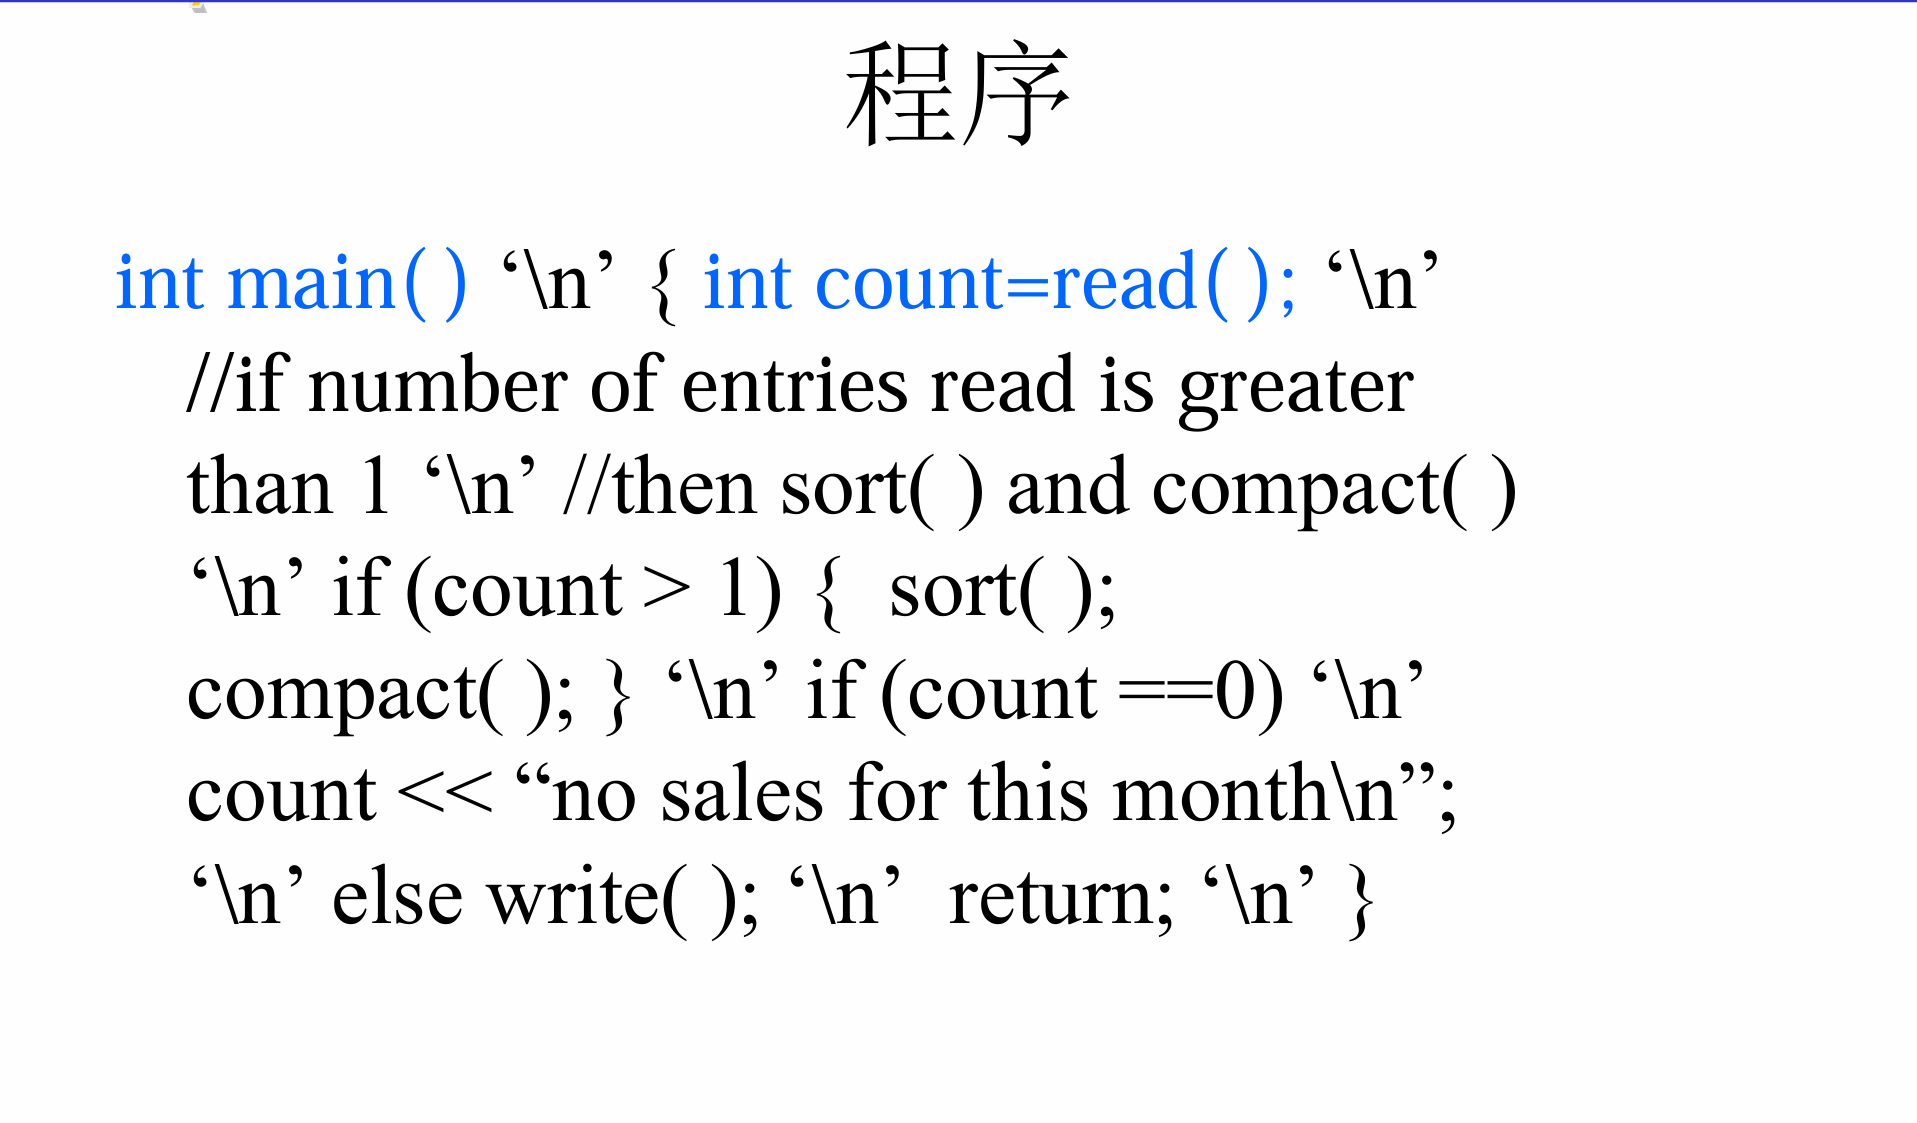 程序
int main( ) ‘\n’ { int count=read( ); ‘\n’
//if number of entries read is greater
than 1 ‘\n’ //then sort( ) and compact( )
‘\n’ if (count > 1) {  sort( );
compact( ); } ‘\n’ if (count ==0) ‘\n’
count << “no sales for this month\n”;
‘\n’ else write( ); ‘\n’  return; ‘\n’ }